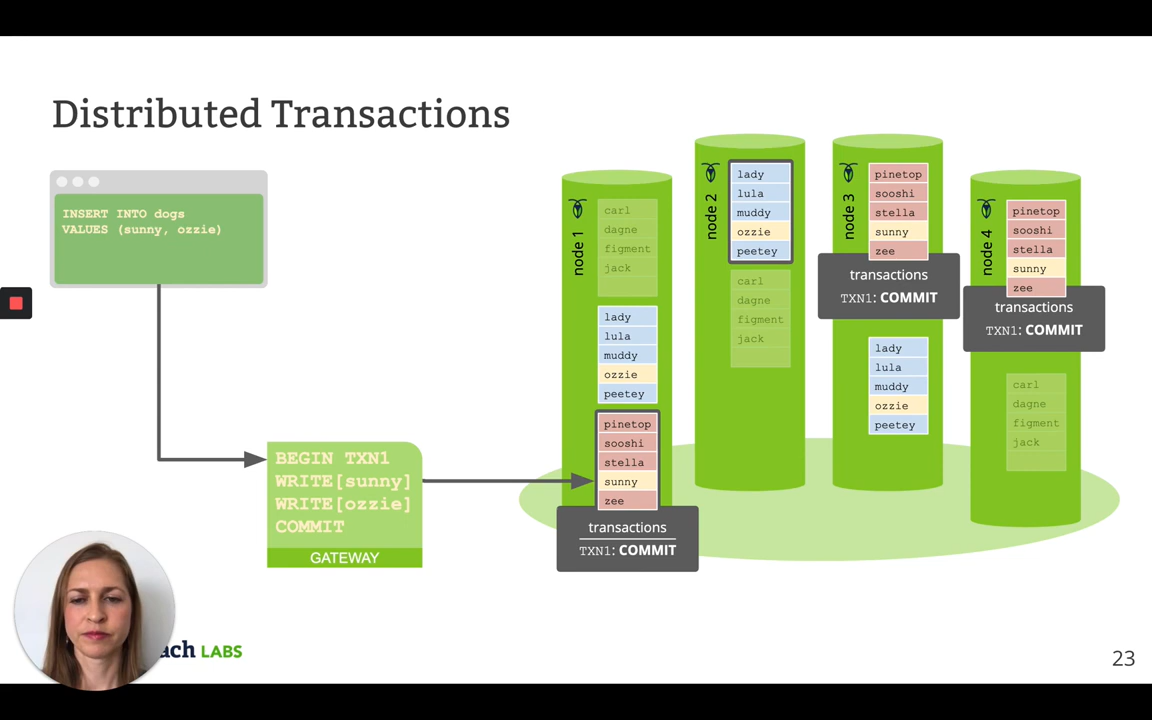 Distributed Transactions
INSERT INTO dogs
VALUES (sunny, ozzie)
BEGIN TXN1
WRITE[sunny]
WRITE[ozzie]
COMMIT
GATEWAY
node 1
carl
dagne
figment
jack
lady
lula
muddy
ozzie
peetey
pinetop
sooshi
stella
sunny
zee
transactions
TXN1: COMMIT
node 2
lady
lula
muddy
ozzie
peetey
carl
dagne
figment
jack
node 3
pinetop
sooshi
stella
sunny
zee
transactions
TXN1: COMMIT
lady
lula
muddy
ozzie
peetey
node 4
pinetop
sooshi
stella
sunny
zee
transactions
TXN1: COMMIT
carl
dagne
figment
jack
ach LABS
23